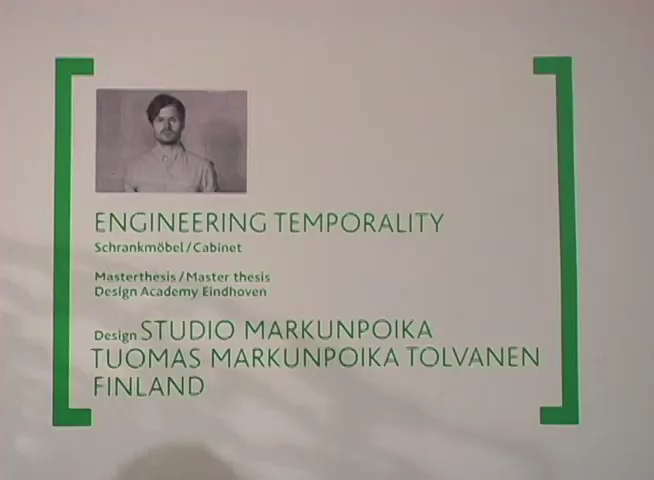 ENGINEERING TEMPORALITY
Schrankmöbel/Cabinet
Masterthesis/Master thesis
Design Academy Eindhoven
Design STUDIO MARKUNPOIKA
TUOMAS MARKUNPOIKA TOLVANEN
FINLAND